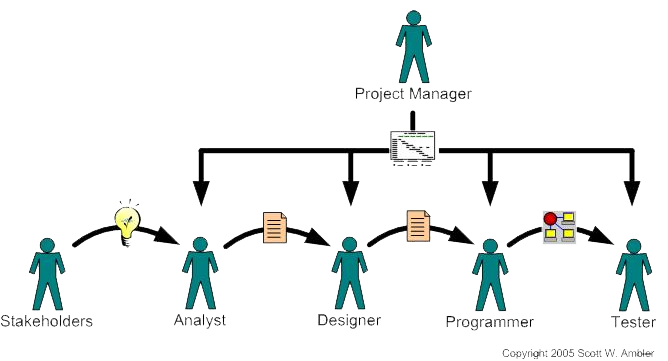 Project Manager
Stakeholders
Analyst
Designer
Programmer
Tester
Copyright 2005 Scott W. Ambler